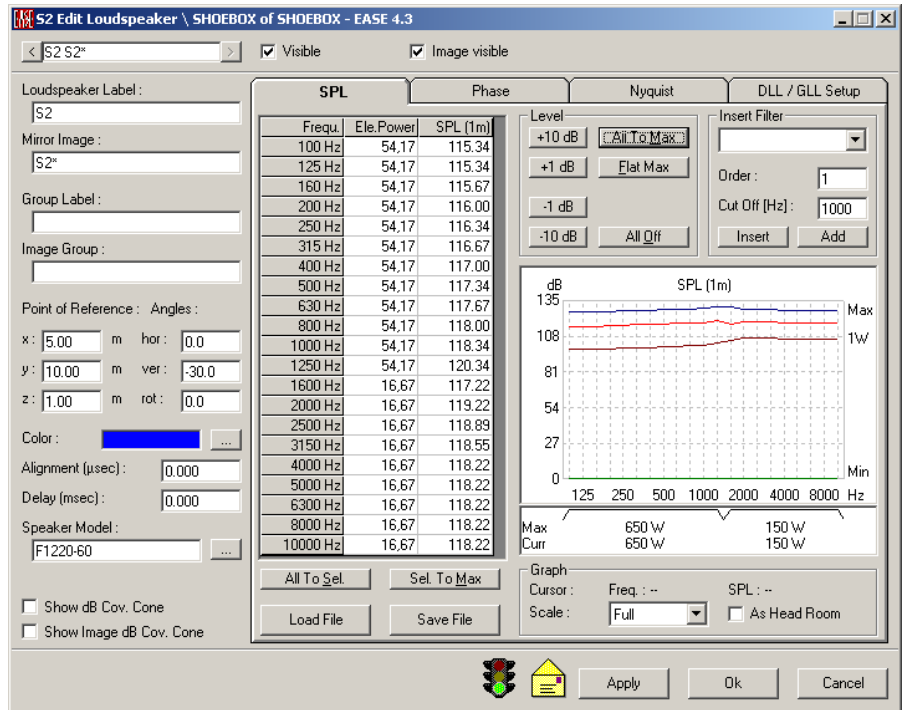 S2 Edit Loudspeaker \ SHOEBOX of SHOEBOX - EASE 4.3
< S2 S2* > Visible Image visible
Loudspeaker Label :
S2
Mirror Image :
S2*
Group Label :
Image Group :
Point of Reference : Angles :
x : 5.00 m hor : 0.0
y : 10.00 m ver : -30.0
z : 1.00 m rot : 0.0
Color : ...
Alignment (µsec) : 0.000
Delay (msec) : 0.000
Speaker Model :
F1220-60 ...
Show dB Cov. Cone
Show Image dB Cov. Cone
SPL Phase Nyquist DLL / GLL Setup
Frequ. Ele.Power SPL (1m)
100 Hz 54,17 115.34
125 Hz 54,17 115.34
160 Hz 54,17 115.67
200 Hz 54,17 116.00
250 Hz 54,17 116.34
315 Hz 54,17 116.67
400 Hz 54,17 117.00
500 Hz 54,17 117.34
630 Hz 54,17 117.67
800 Hz 54,17 118.00
1000 Hz 54,17 118.34
1250 Hz 54,17 120.34
1600 Hz 16,67 117.22
2000 Hz 16,67 119.22
2500 Hz 16,67 118.89
3150 Hz 16,67 118.55
4000 Hz 16,67 118.22
5000 Hz 16,67 118.22
6300 Hz 16,67 118.22
8000 Hz 16,67 118.22
10000 Hz 16,67 118.22
All To Sel. Sel. To Max
Load File Save File
Level
+10 dB All To Max
+1 dB Flat Max
-1 dB
-10 dB All Off
Insert Filter
Order : 1
Cut Off [Hz] : 1000
Insert Add
dB SPL (1m)
135 Max
108 1W
81
54
27
0 Min
125 250 500 1000 2000 4000 8000 Hz
Max 650 W 150 W
Curr 650 W 150 W
Graph
Cursor : Freq. : -- SPL : --
Scale : Full As Head Room
Apply Ok Cancel